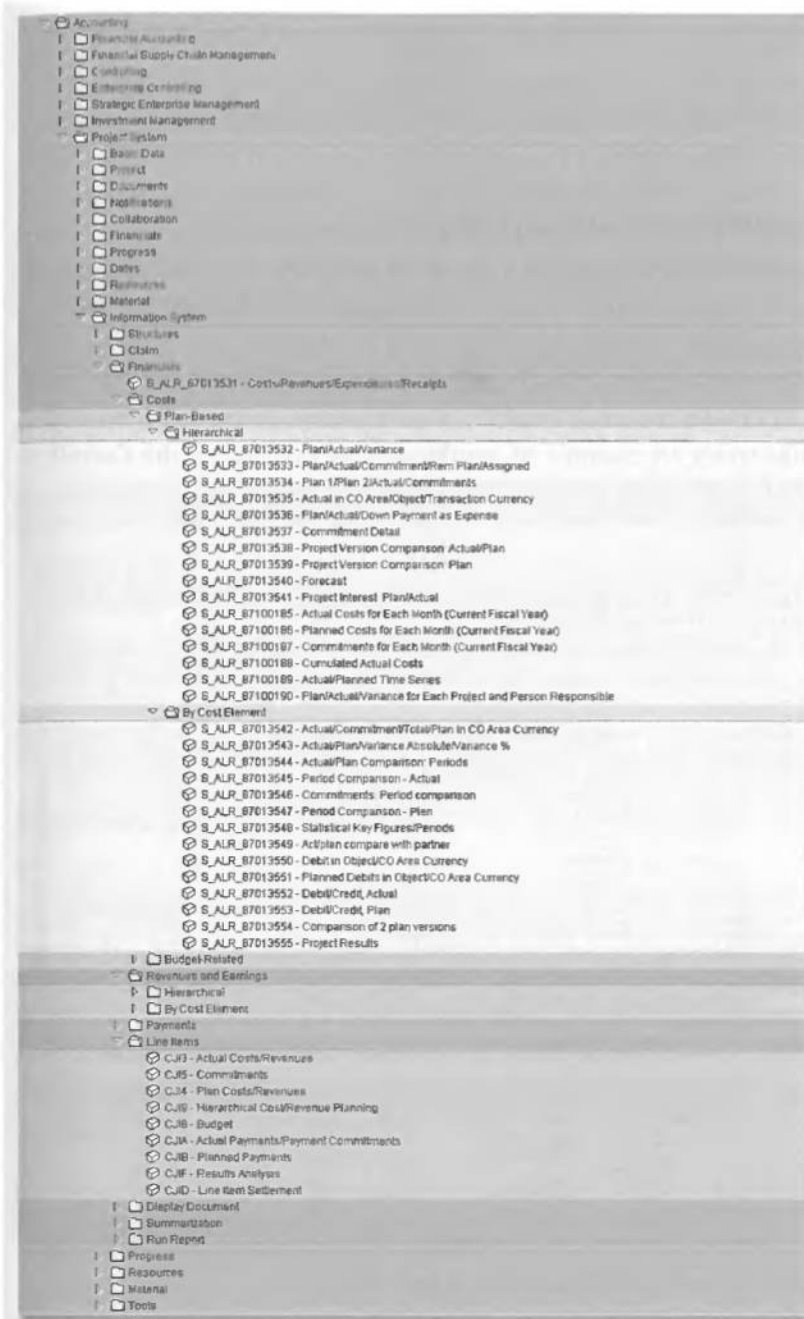 Accounting
Financial Accounting
Financial Supply Chain Management
Controlling
Enterprise Controlling
Strategic Enterprise Management
Investment Management
Project System
Basic Data
Project
Documents
Notifications
Collaboration
Financials
Progress
Dates
Resources
Material
Information System
Structures
Claim
Financials
S_ALR_87013531 - Costs/Revenues/Expenditures/Receipts
Costs
Plan-Based
Hierarchical
S_ALR_87013532 - Plan/Actual/Variance
S_ALR_87013533 - Plan/Actual/Commitment/Rem Plan/Assigned
S_ALR_87013534 - Plan 1/Plan 2/Actual/Commitments
S_ALR_87013535 - Actual in CO Area/Object/Transaction Currency
S_ALR_87013536 - Plan/Actual/Down Payment as Expense
S_ALR_87013537 - Commitment Detail
S_ALR_87013538 - Project Version Comparison: Actual/Plan
S_ALR_87013539 - Project Version Comparison: Plan
S_ALR_87013540 - Forecast
S_ALR_87013541 - Project Interest: Plan/Actual
S_ALR_87100185 - Actual Costs for Each Month (Current Fiscal Year)
S_ALR_87100186 - Planned Costs for Each Month (Current Fiscal Year)
S_ALR_87100187 - Commitments for Each Month (Current Fiscal Year)
S_ALR_87100188 - Cumulated Actual Costs
S_ALR_87100189 - Actual/Planned Time Series
S_ALR_87100190 - Plan/Actual/Variance for Each Project and Person Responsible
By Cost Element
S_ALR_87013542 - Actual/Commitment/Total/Plan in CO Area Currency
S_ALR_87013543 - Actual/Plan/Variance Absolute/Variance %
S_ALR_87013544 - Actual/Plan Comparison: Periods
S_ALR_87013545 - Period Comparison - Actual
S_ALR_87013546 - Commitments: Period comparison
S_ALR_87013547 - Period Comparison - Plan
S_ALR_87013548 - Statistical Key Figures/Periods
S_ALR_87013549 - Act/plan compare with partner
S_ALR_87013550 - Debit in Object/CO Area Currency
S_ALR_87013551 - Planned Debits in Object/CO Area Currency
S_ALR_87013552 - Debit/Credit, Actual
S_ALR_87013553 - Debit/Credit, Plan
S_ALR_87013554 - Comparison of 2 plan versions
S_ALR_87013555 - Project Results
Budget-Related
Revenues and Earnings
Hierarchical
By Cost Element
Payments
Line Items
CJI3 - Actual Costs/Revenues
CJI5 - Commitments
CJI4 - Plan Costs/Revenues
CJI9 - Hierarchical Cost/Revenue Planning
CJI8 - Budget
CJIA - Actual Payments/Payment Commitments
CJIB - Planned Payments
CJIF - Results Analysis
CJID - Line Item Settlement
Display Document
Summarization
Run Report
Progress
Resources
Material
Tools